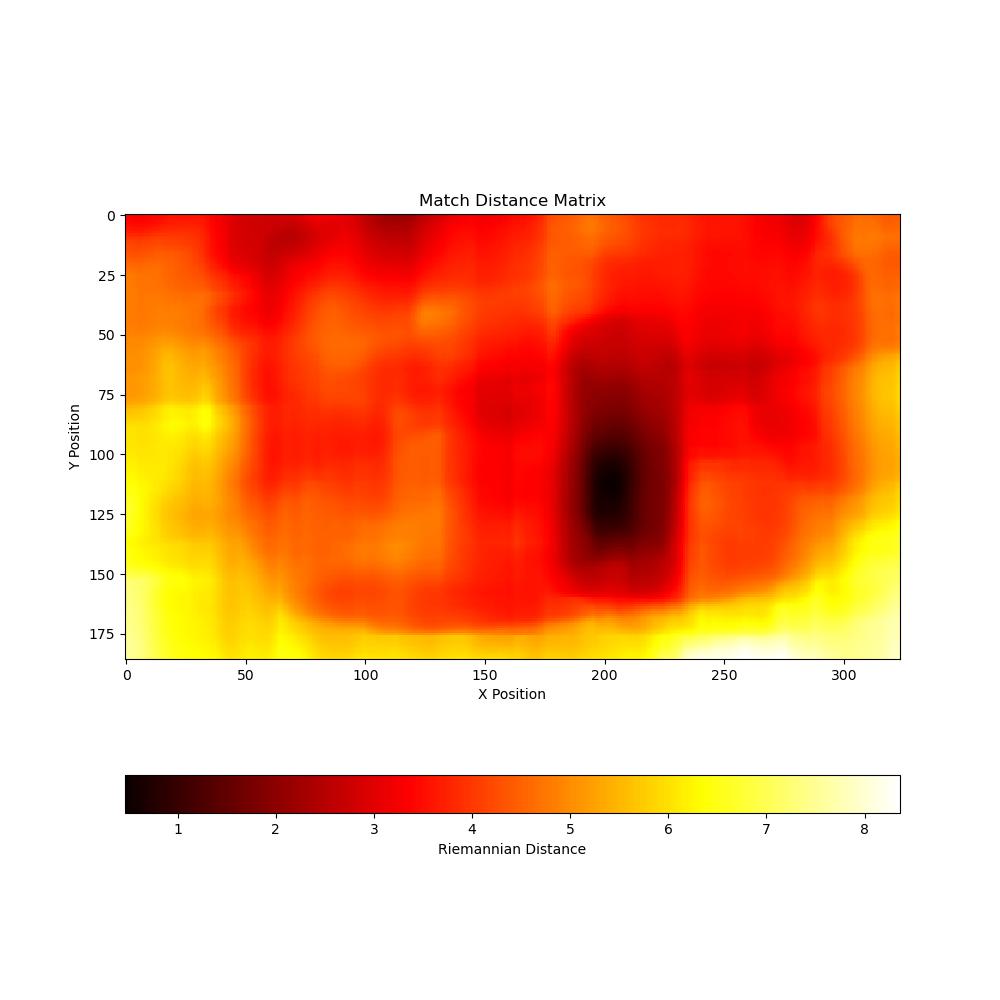 Match Distance Matrix
0
25
50
75
100
125
150
175
Y Position
0 50 100 150 200 250 300
X Position
1 2 3 4 5 6 7 8
Riemannian Distance